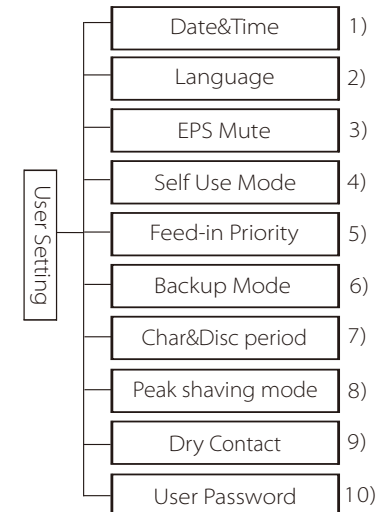 User Setting
Date&Time 1)
Language 2)
EPS Mute 3)
Self Use Mode 4)
Feed-in Priority 5)
Backup Mode 6)
Char&Disc period 7)
Peak shaving mode 8)
Dry Contact 9)
User Password 10)